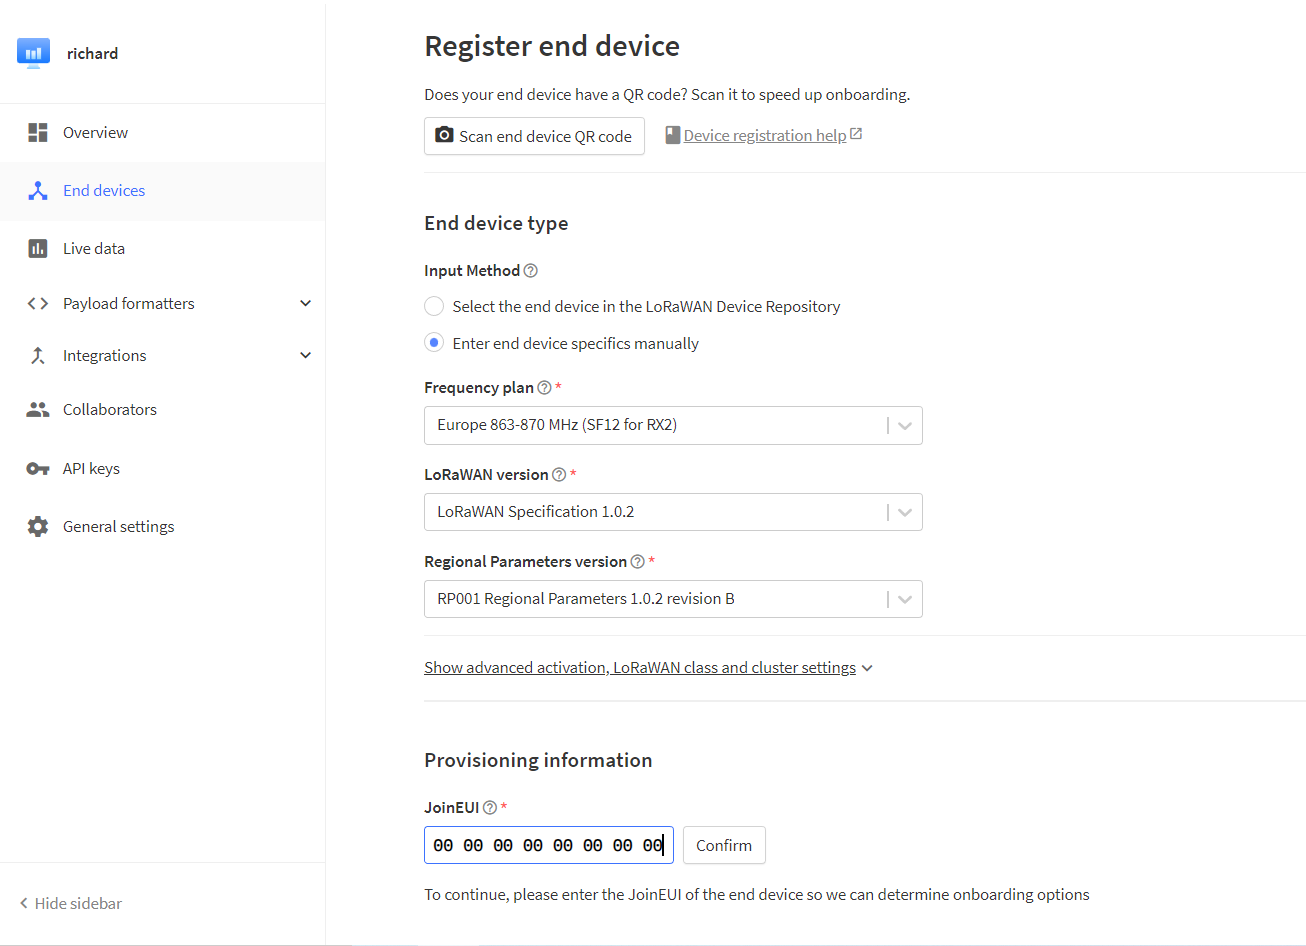 richard
Overview
End devices
Live data
Payload formatters
Integrations
Collaborators
API keys
General settings
Hide sidebar
Register end device
Does your end device have a QR code? Scan it to speed up onboarding.
Scan end device QR code
Device registration help
End device type
Input Method
Select the end device in the LoRaWAN Device Repository
Enter end device specifics manually
Frequency plan *
Europe 863-870 MHz (SF12 for RX2)
LoRaWAN version *
LoRaWAN Specification 1.0.2
Regional Parameters version *
RP001 Regional Parameters 1.0.2 revision B
Show advanced activation, LoRaWAN class and cluster settings
Provisioning information
JoinEUI *
00 00 00 00 00 00 00 00 Confirm
To continue, please enter the JoinEUI of the end device so we can determine onboarding options